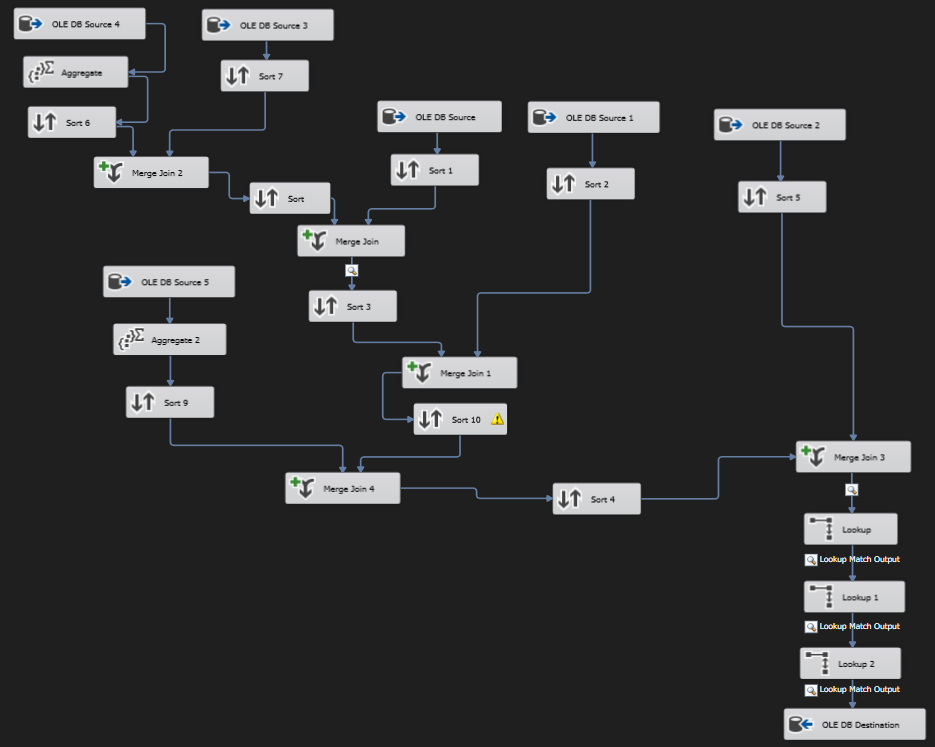 OLE DB Source 4
OLE DB Source 3
Aggregate
Sort 7
Sort 6
OLE DB Source
OLE DB Source 1
OLE DB Source 2
Merge Join 2
Sort 1
Sort 2
Sort
Sort 5
Merge Join
OLE DB Source 5
Sort 3
Aggregate 2
Merge Join 1
Sort 9
Sort 10
Merge Join 3
Merge Join 4
Sort 4
Lookup
Lookup Match Output
Lookup 1
Lookup Match Output
Lookup 2
Lookup Match Output
OLE DB Destination